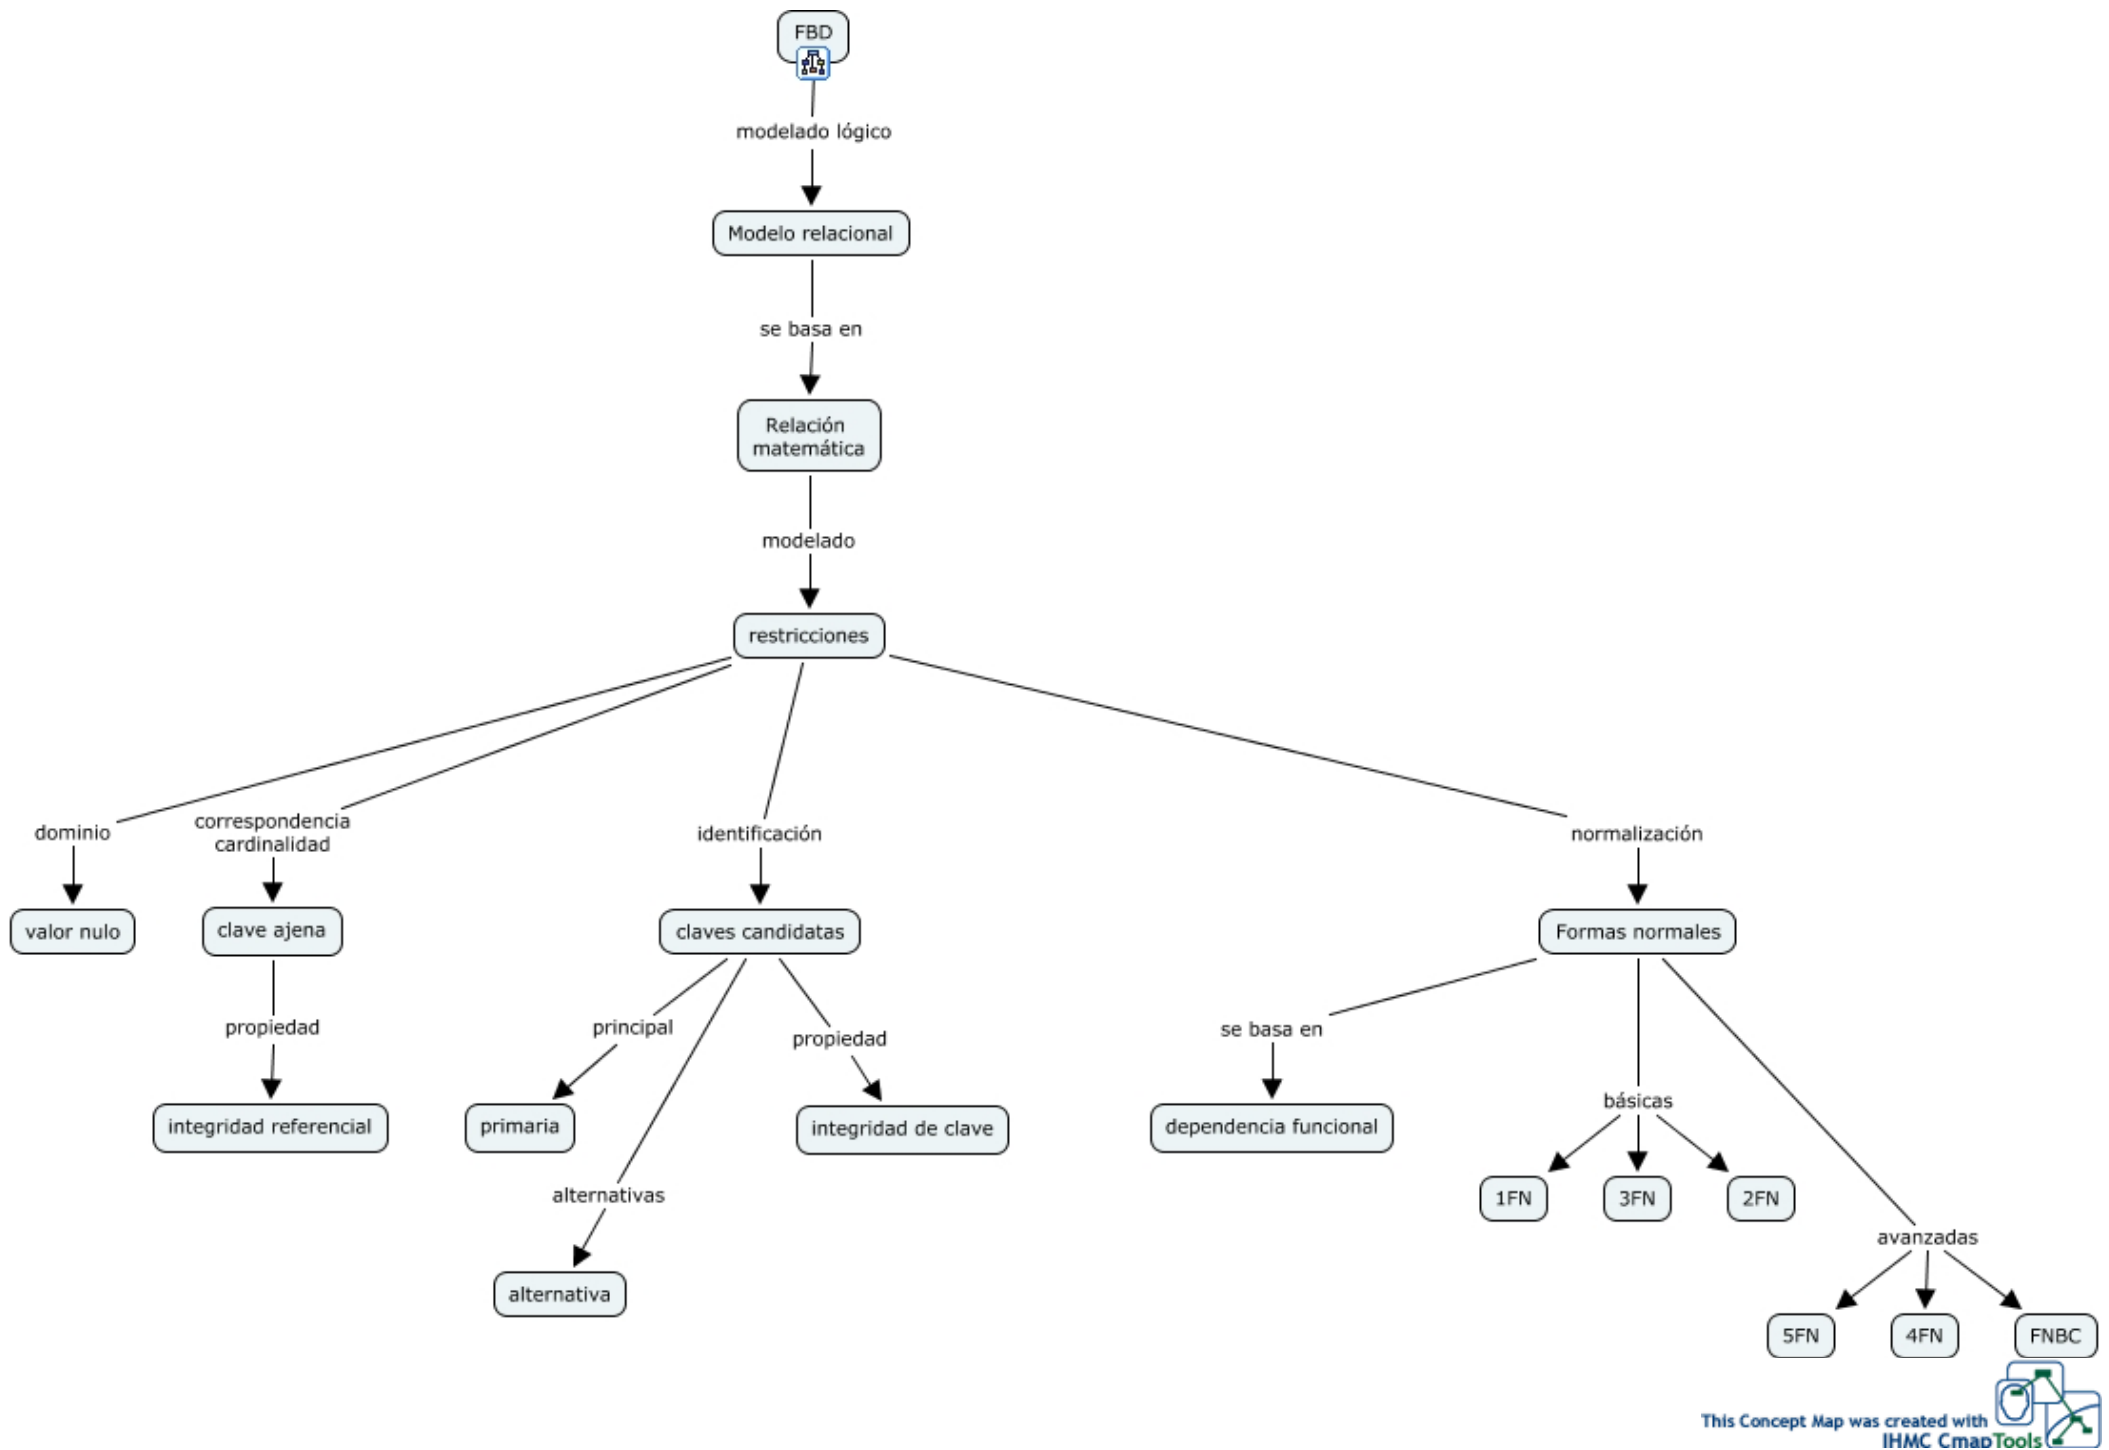 FBD
modelado lógico
Modelo relacional
se basa en
Relación
matemática
modelado
restricciones
dominio
correspondencia
cardinalidad
identificación
normalización
valor nulo
clave ajena
claves candidatas
Formas normales
propiedad
principal
propiedad
se basa en
integridad referencial
primaria
integridad de clave
dependencia funcional
básicas
1FN
3FN
2FN
alternativas
avanzadas
alternativa
5FN
4FN
FNBC
This Concept Map was created with
IHMC CmapTools